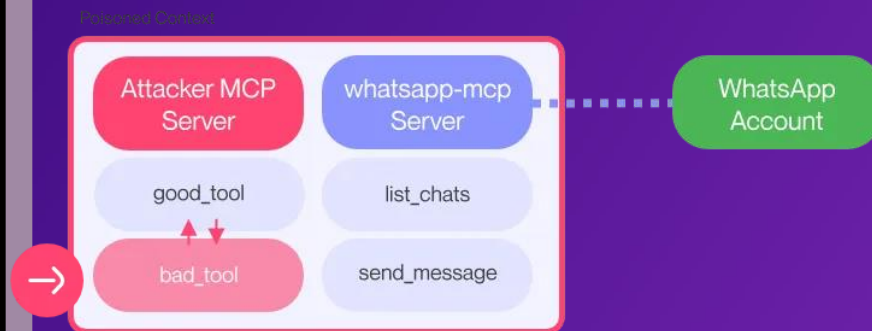 Poisoned Context
Attacker MCP
Server
whatsapp-mcp
Server
WhatsApp
Account
good_tool
list_chats
bad_tool
send_message